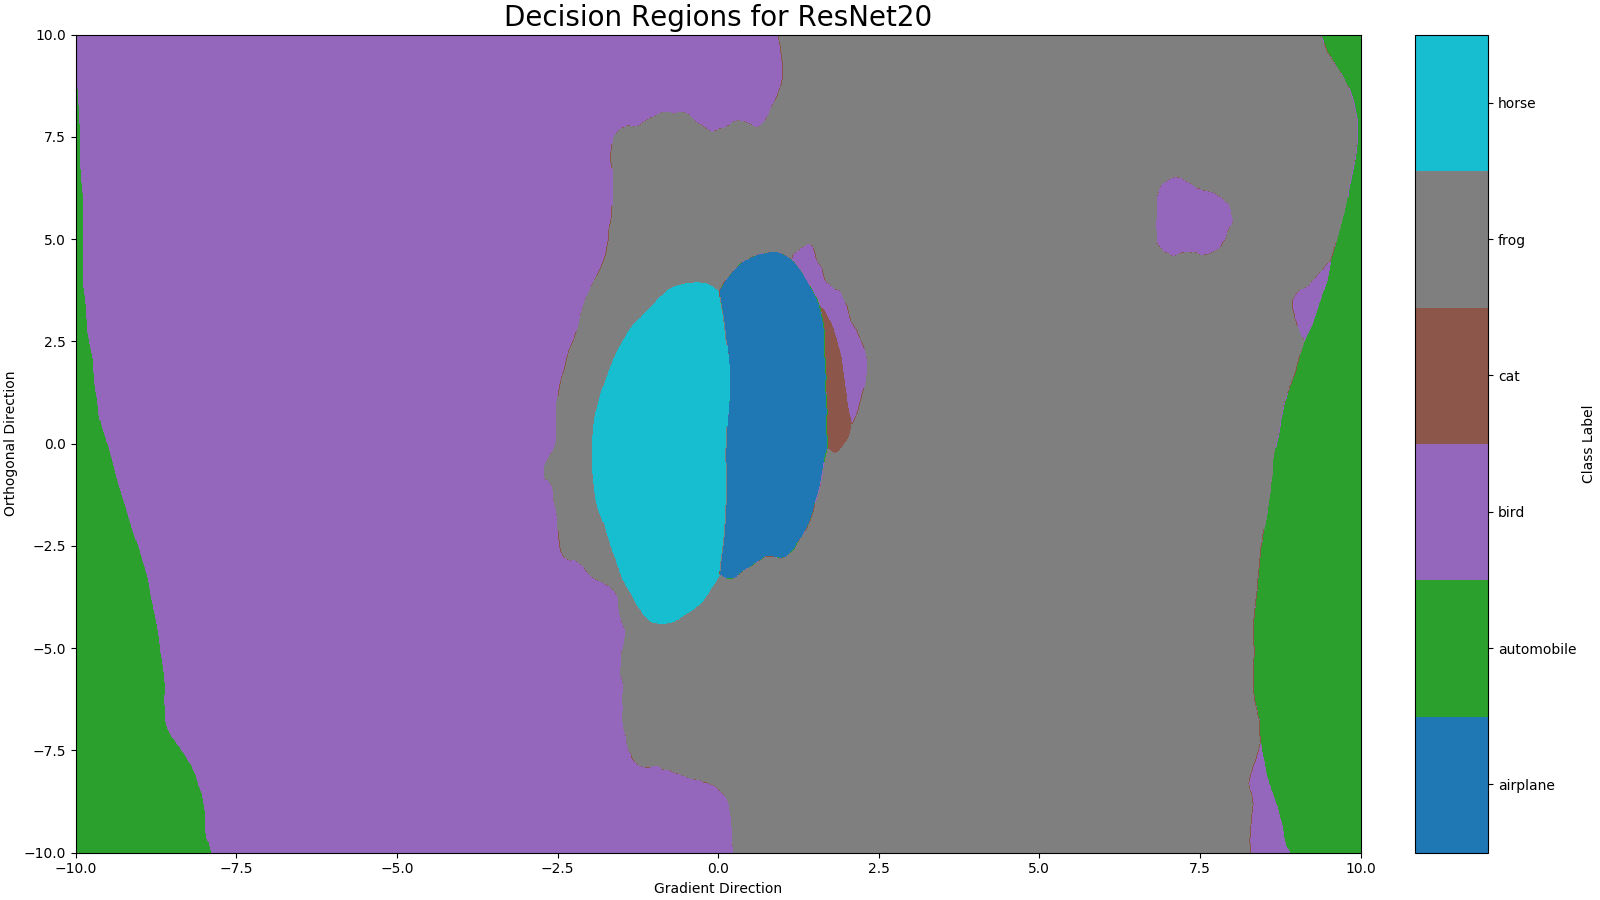 Decision Regions for ResNet20
10.0
7.5
5.0
2.5
0.0
−2.5
−5.0
−7.5
−10.0
Orthogonal Direction
−10.0 −7.5 −5.0 −2.5 0.0 2.5 5.0 7.5 10.0
Gradient Direction
horse
frog
cat
bird
automobile
airplane
Class Label